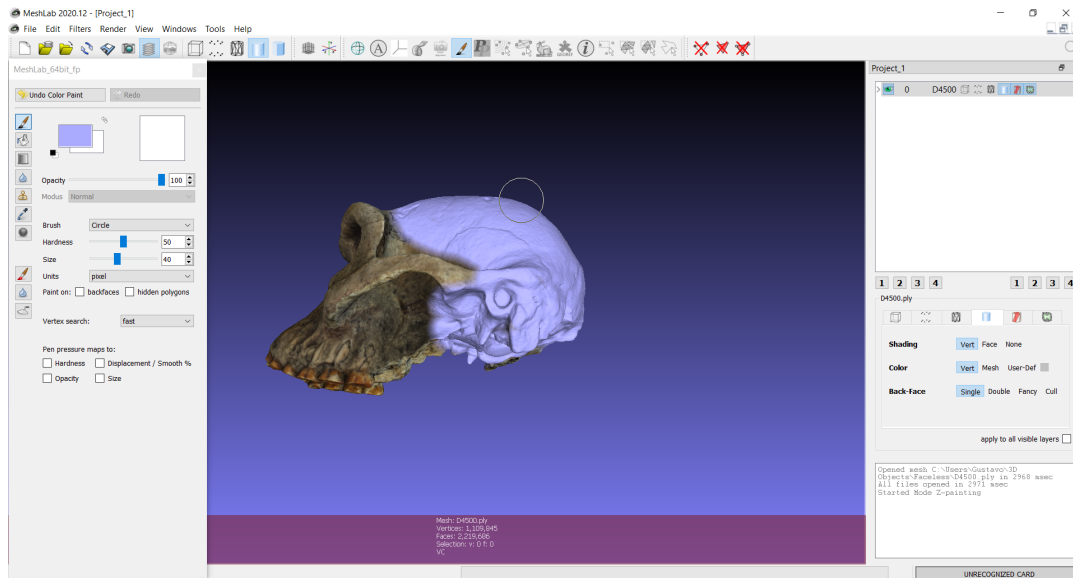 MeshLab 2020.12 - [Project_1]
File Edit Filters Render View Windows Tools Help
MeshLab_64bit_fp
Undo Color Paint Redo
Opacity 100
Modus Normal
Brush Circle
Hardness 50
Size 40
Units pixel
Paint on: backfaces hidden polygons
Vertex search: fast
Pen pressure maps to:
Hardness Displacement / Smooth %
Opacity Size
Mesh: D4500.ply
Vertices: 1,109,845
Faces: 2,219,686
Selection: v: 0 f: 0
VC
Project_1
0 D4500
1 2 3 4 1 2 3 4
D4500.ply
Shading Vert Face None
Color Vert Mesh User-Def
Back-Face Single Double Fancy Cull
apply to all visible layers
Opened mesh C:\Users\Gustavo\3D
Objects\Faceless\D4500.ply in 2968 msec
All files opened in 2971 msec
Started Mode Z-painting
UNRECOGNIZED CARD